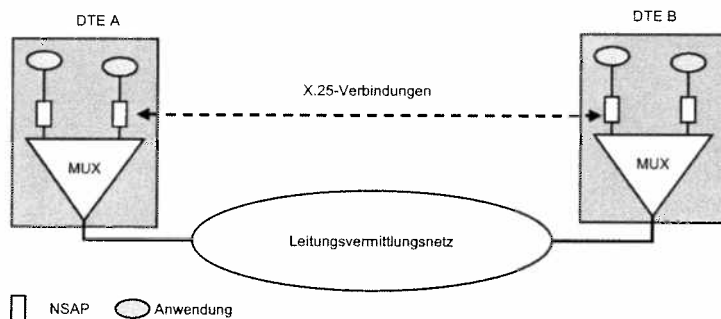 DTE A
DTE B
X.25-Verbindungen
MUX
MUX
Leitungsvermittlungsnetz
NSAP
Anwendung